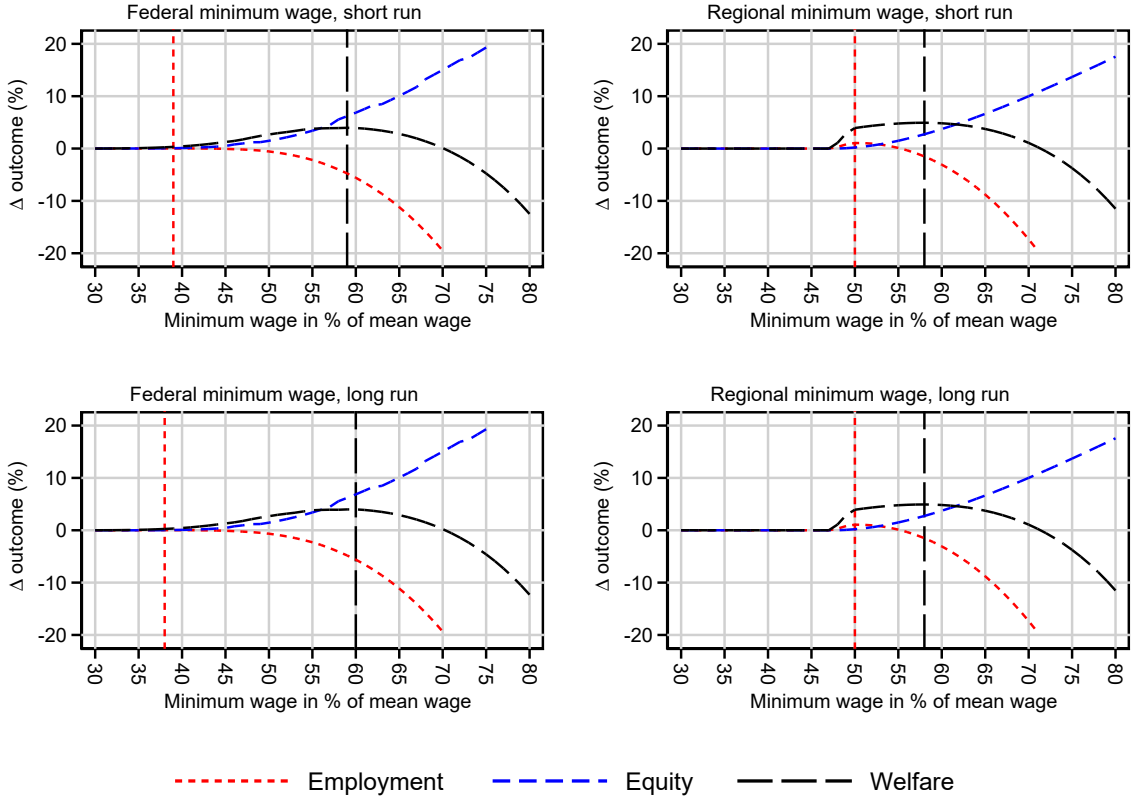 Federal minimum wage, short run
Δ outcome (%)
20
10
0
-10
-20
30 35 40 45 50 55 60 65 70 75 80
Minimum wage in % of mean wage
Regional minimum wage, short run
Δ outcome (%)
20
10
0
-10
-20
30 35 40 45 50 55 60 65 70 75 80
Minimum wage in % of mean wage
Federal minimum wage, long run
Δ outcome (%)
20
10
0
-10
-20
30 35 40 45 50 55 60 65 70 75 80
Minimum wage in % of mean wage
Regional minimum wage, long run
Δ outcome (%)
20
10
0
-10
-20
30 35 40 45 50 55 60 65 70 75 80
Minimum wage in % of mean wage
Employment Equity Welfare